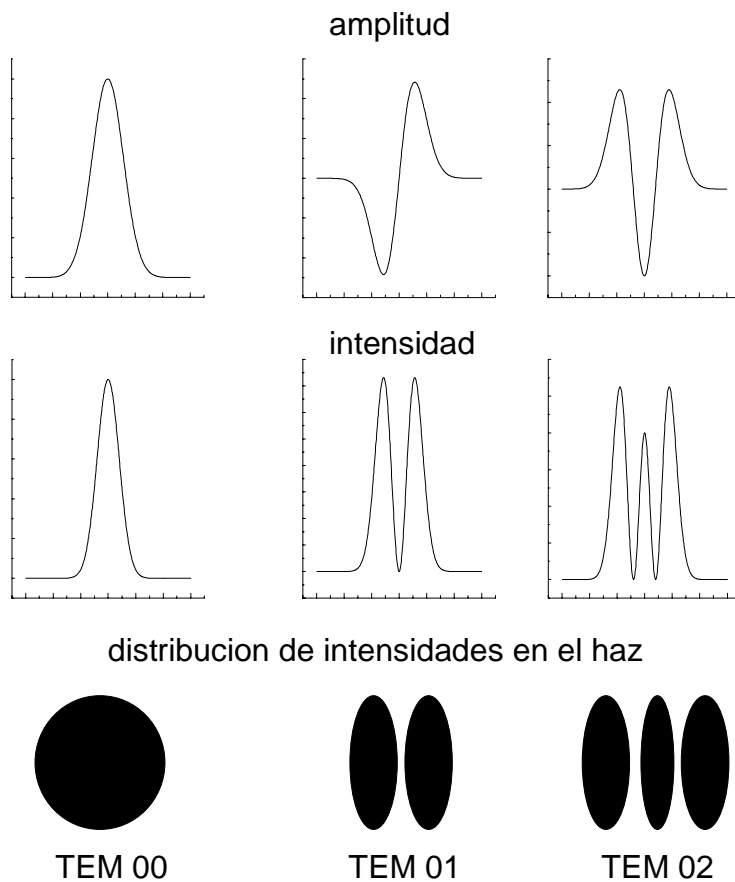 amplitud
intensidad
distribucion de intensidades en el haz
TEM 00
TEM 01
TEM 02